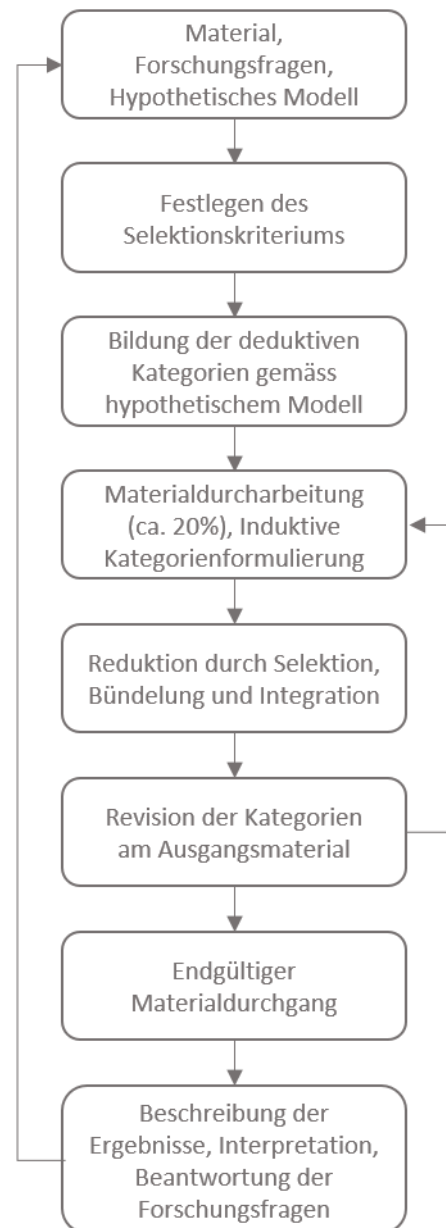 Material,
Forschungsfragen,
Hypothetisches Modell
Festlegen des
Selektionskriteriums
Bildung der deduktiven
Kategorien gemäss
hypothetischem Modell
Materialdurcharbeitung
(ca. 20%), Induktive
Kategorienformulierung
Reduktion durch Selektion,
Bündelung und Integration
Revision der Kategorien
am Ausgangsmaterial
Endgültiger
Materialdurchgang
Beschreibung der
Ergebnisse, Interpretation,
Beantwortung der
Forschungsfragen